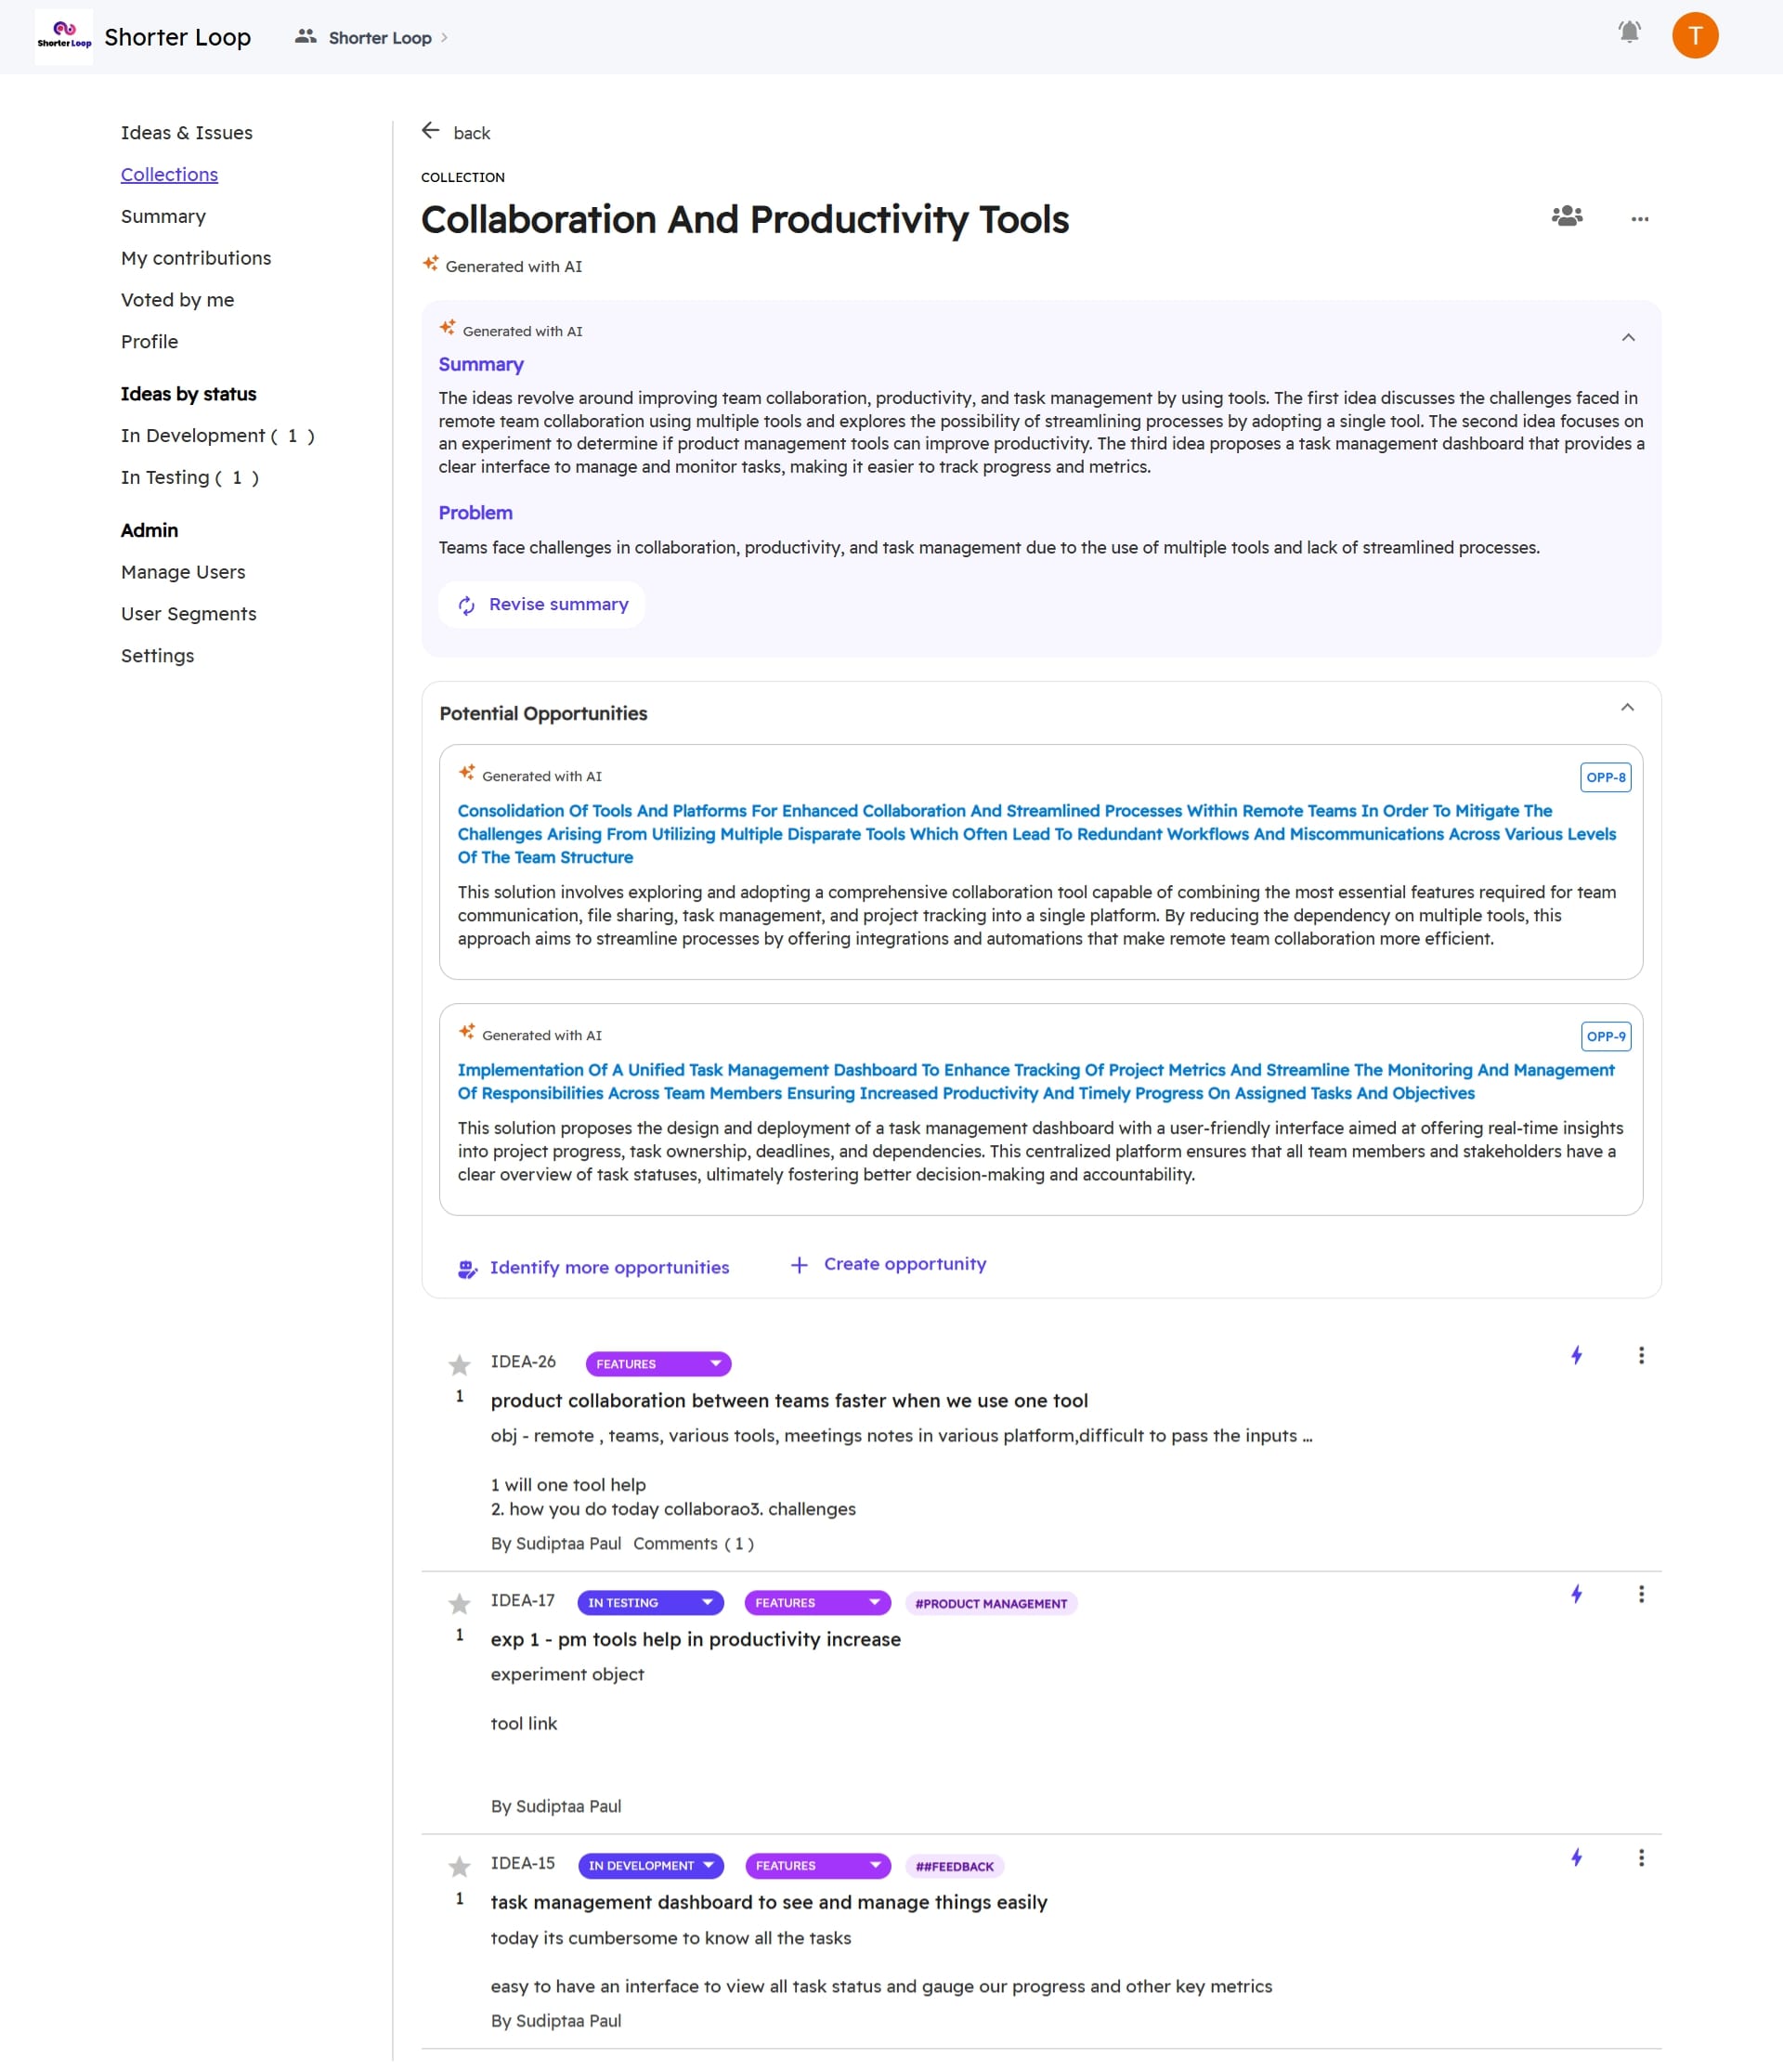 ShorterLoop
Shorter Loop
Shorter Loop
T
Ideas & Issues
Collections
Summary
My contributions
Voted by me
Profile
Ideas by status
In Development ( 1 )
In Testing ( 1 )
Admin
Manage Users
User Segments
Settings
back
COLLECTION
Collaboration And Productivity Tools
Generated with AI
Generated with AI
Summary
The ideas revolve around improving team collaboration, productivity, and task management by using tools. The first idea discusses the challenges faced in
remote team collaboration using multiple tools and explores the possibility of streamlining processes by adopting a single tool. The second idea focuses on
an experiment to determine if product management tools can improve productivity. The third idea proposes a task management dashboard that provides a
clear interface to manage and monitor tasks, making it easier to track progress and metrics.
Problem
Teams face challenges in collaboration, productivity, and task management due to the use of multiple tools and lack of streamlined processes.
Revise summary
Potential Opportunities
Generated with AI
OPP-8
Consolidation Of Tools And Platforms For Enhanced Collaboration And Streamlined Processes Within Remote Teams In Order To Mitigate The
Challenges Arising From Utilizing Multiple Disparate Tools Which Often Lead To Redundant Workflows And Miscommunications Across Various Levels
Of The Team Structure
This solution involves exploring and adopting a comprehensive collaboration tool capable of combining the most essential features required for team
communication, file sharing, task management, and project tracking into a single platform. By reducing the dependency on multiple tools, this
approach aims to streamline processes by offering integrations and automations that make remote team collaboration more efficient.
Generated with AI
OPP-9
Implementation Of A Unified Task Management Dashboard To Enhance Tracking Of Project Metrics And Streamline The Monitoring And Management
Of Responsibilities Across Team Members Ensuring Increased Productivity And Timely Progress On Assigned Tasks And Objectives
This solution proposes the design and deployment of a task management dashboard with a user-friendly interface aimed at offering real-time insights
into project progress, task ownership, deadlines, and dependencies. This centralized platform ensures that all team members and stakeholders have a
clear overview of task statuses, ultimately fostering better decision-making and accountability.
Identify more opportunities
Create opportunity
IDEA-26 FEATURES
1
product collaboration between teams faster when we use one tool
obj - remote , teams, various tools, meetings notes in various platform,difficult to pass the inputs ...
1 will one tool help
2. how you do today collaborao3. challenges
By Sudiptaa Paul Comments ( 1 )
IDEA-17 IN TESTING FEATURES #PRODUCT MANAGEMENT
1
exp 1 - pm tools help in productivity increase
experiment object
tool link
By Sudiptaa Paul
IDEA-15 IN DEVELOPMENT FEATURES ##FEEDBACK
1
task management dashboard to see and manage things easily
today its cumbersome to know all the tasks
easy to have an interface to view all task status and gauge our progress and other key metrics
By Sudiptaa Paul